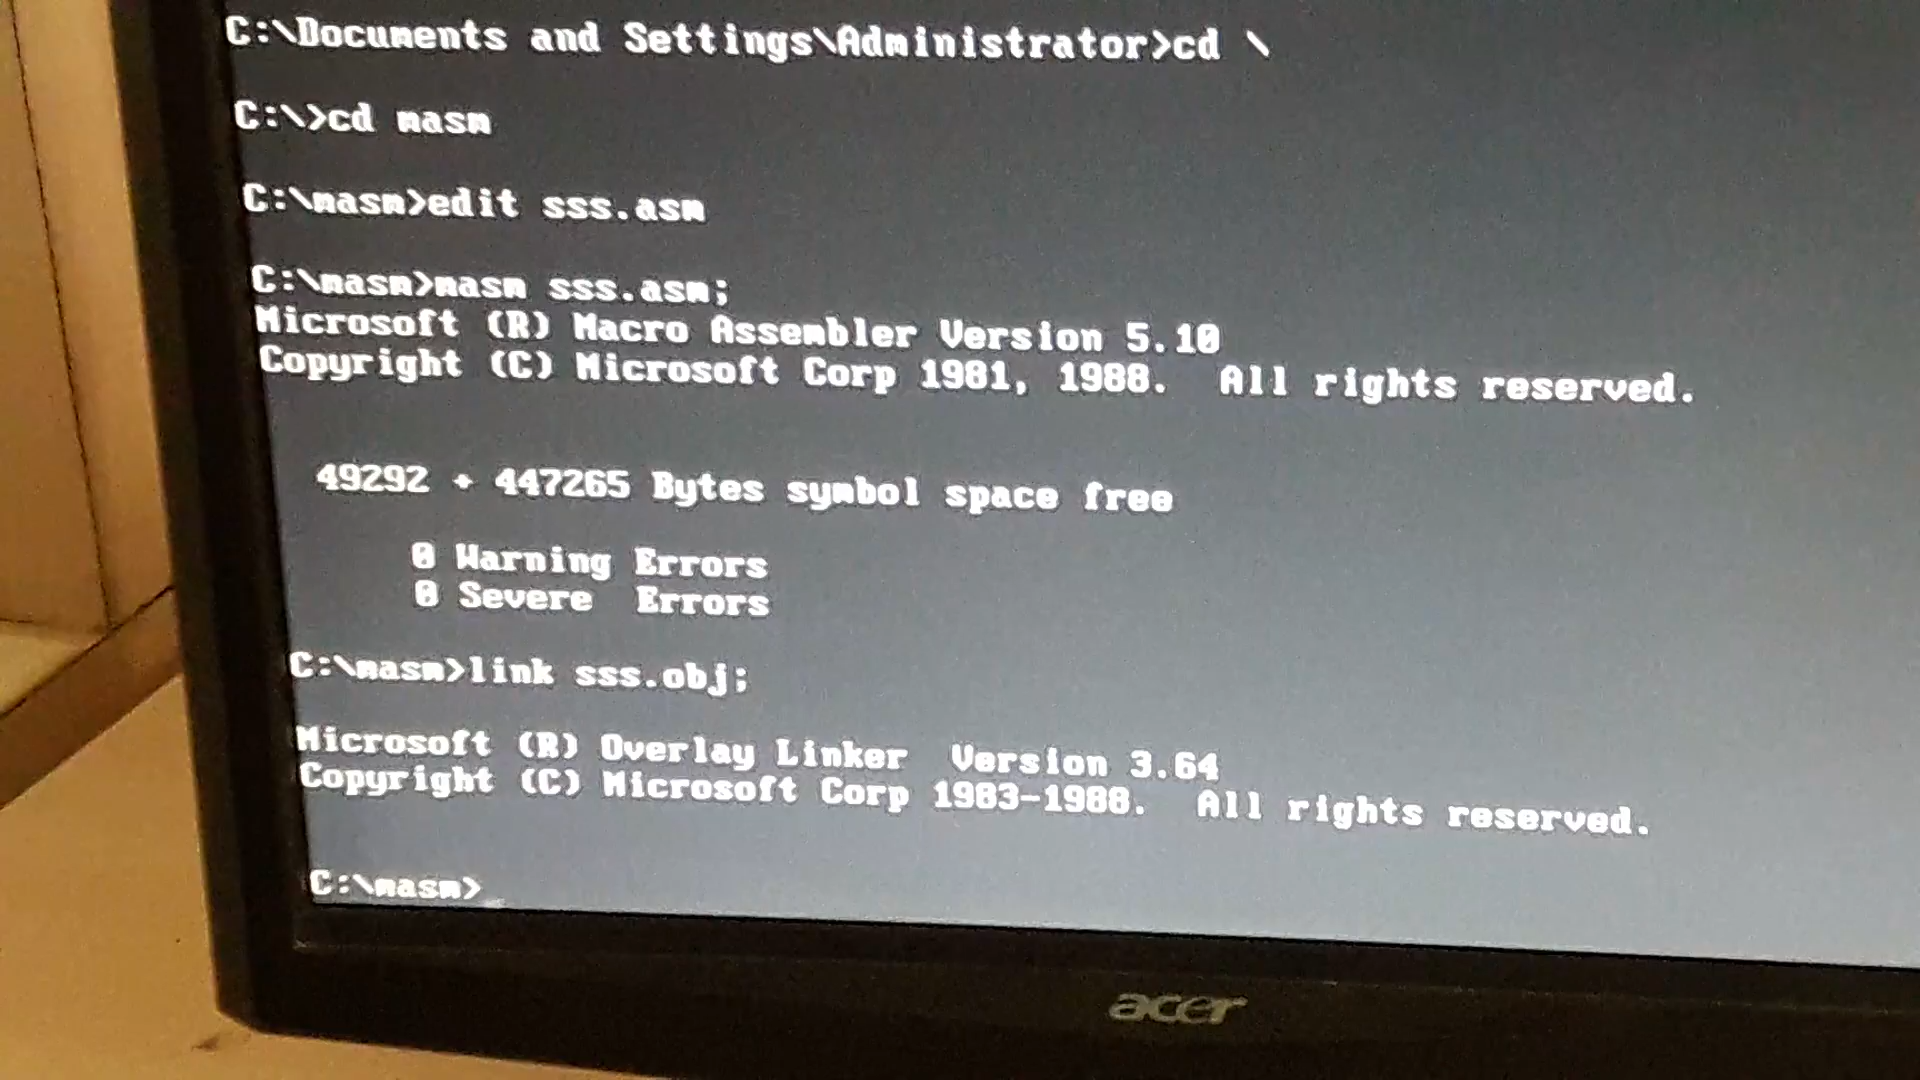 C:\Documents and Settings\Administrator>cd \
C:\>cd masm
C:\masm>edit sss.asm
C:\masm>masm sss.asm;
Microsoft (R) Macro Assembler Version 5.10
Copyright (C) Microsoft Corp 1981, 1988.  All rights reserved.
49292 + 447265 Bytes symbol space free
0 Warning Errors
0 Severe  Errors
C:\masm>link sss.obj;
Microsoft (R) Overlay Linker  Version 3.64
Copyright (C) Microsoft Corp 1983-1988.  All rights reserved.
C:\masm>_
acer